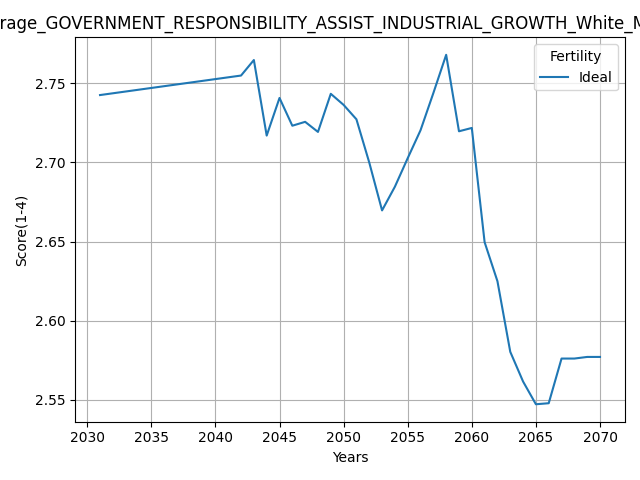 rage_GOVERNMENT_RESPONSIBILITY_ASSIST_INDUSTRIAL_GROWTH_White_M
Fertility
Ideal
Score(1-4)
2.75
2.70
2.65
2.60
2.55
2030 2035 2040 2045 2050 2055 2060 2065 2070
Years